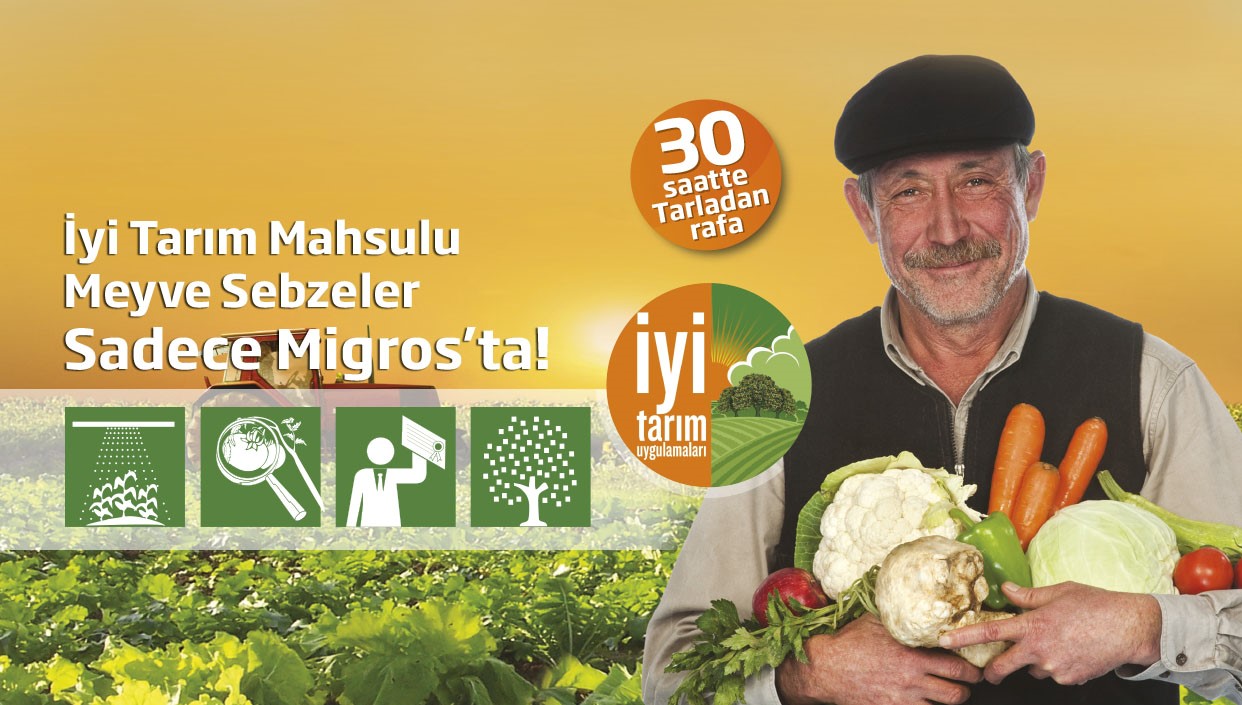 İyi Tarım Mahsulu
Meyve Sebzeler
Sadece Migros'ta!
30
saatte
Tarladan
rafa
iyi
tarım
uygulamaları